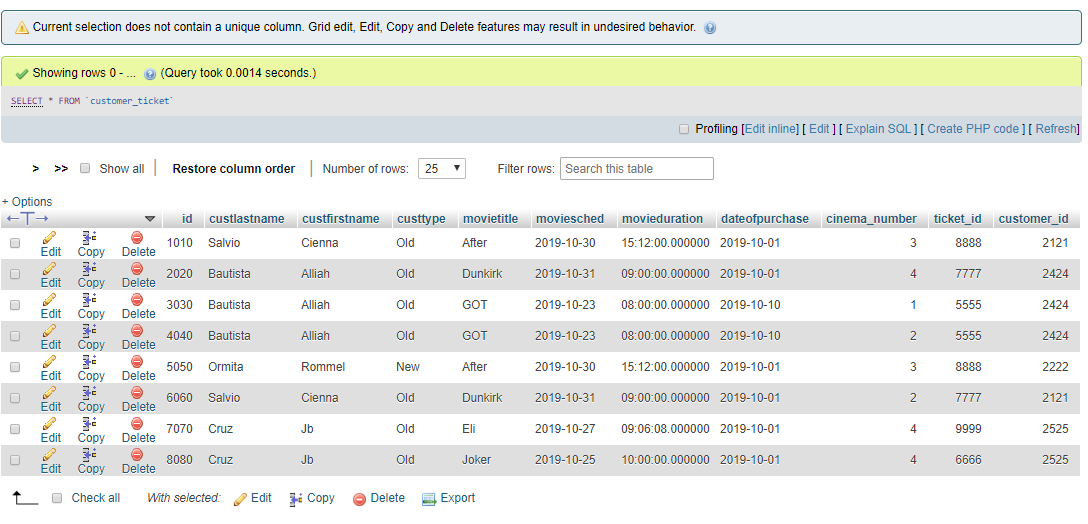 Current selection does not contain a unique column. Grid edit, Edit, Copy and Delete features may result in undesired behavior.
Showing rows 0 - ... (Query took 0.0014 seconds.)
SELECT * FROM `customer_ticket`
Profiling [Edit inline] [ Edit ] [ Explain SQL ] [ Create PHP code ] [ Refresh]
> >> Show all Restore column order Number of rows: 25 Filter rows: Search this table
+ Options
id custlastname custfirstname custtype movietitle moviesched movieduration dateofpurchase cinema_number ticket_id customer_id
Edit Copy Delete 1010 Salvio Cienna Old After 2019-10-30 15:12:00.000000 2019-10-01 3 8888 2121
Edit Copy Delete 2020 Bautista Alliah Old Dunkirk 2019-10-31 09:00:00.000000 2019-10-01 4 7777 2424
Edit Copy Delete 3030 Bautista Alliah Old GOT 2019-10-23 08:00:00.000000 2019-10-10 1 5555 2424
Edit Copy Delete 4040 Bautista Alliah Old GOT 2019-10-23 08:00:00.000000 2019-10-10 2 5555 2424
Edit Copy Delete 5050 Ormita Rommel New After 2019-10-30 15:12:00.000000 2019-10-01 3 8888 2222
Edit Copy Delete 6060 Salvio Cienna Old Dunkirk 2019-10-31 09:00:00.000000 2019-10-01 2 7777 2121
Edit Copy Delete 7070 Cruz Jb Old Eli 2019-10-27 09:06:08.000000 2019-10-01 4 9999 2525
Edit Copy Delete 8080 Cruz Jb Old Joker 2019-10-25 10:00:00.000000 2019-10-01 4 6666 2525
Check all With selected: Edit Copy Delete Export